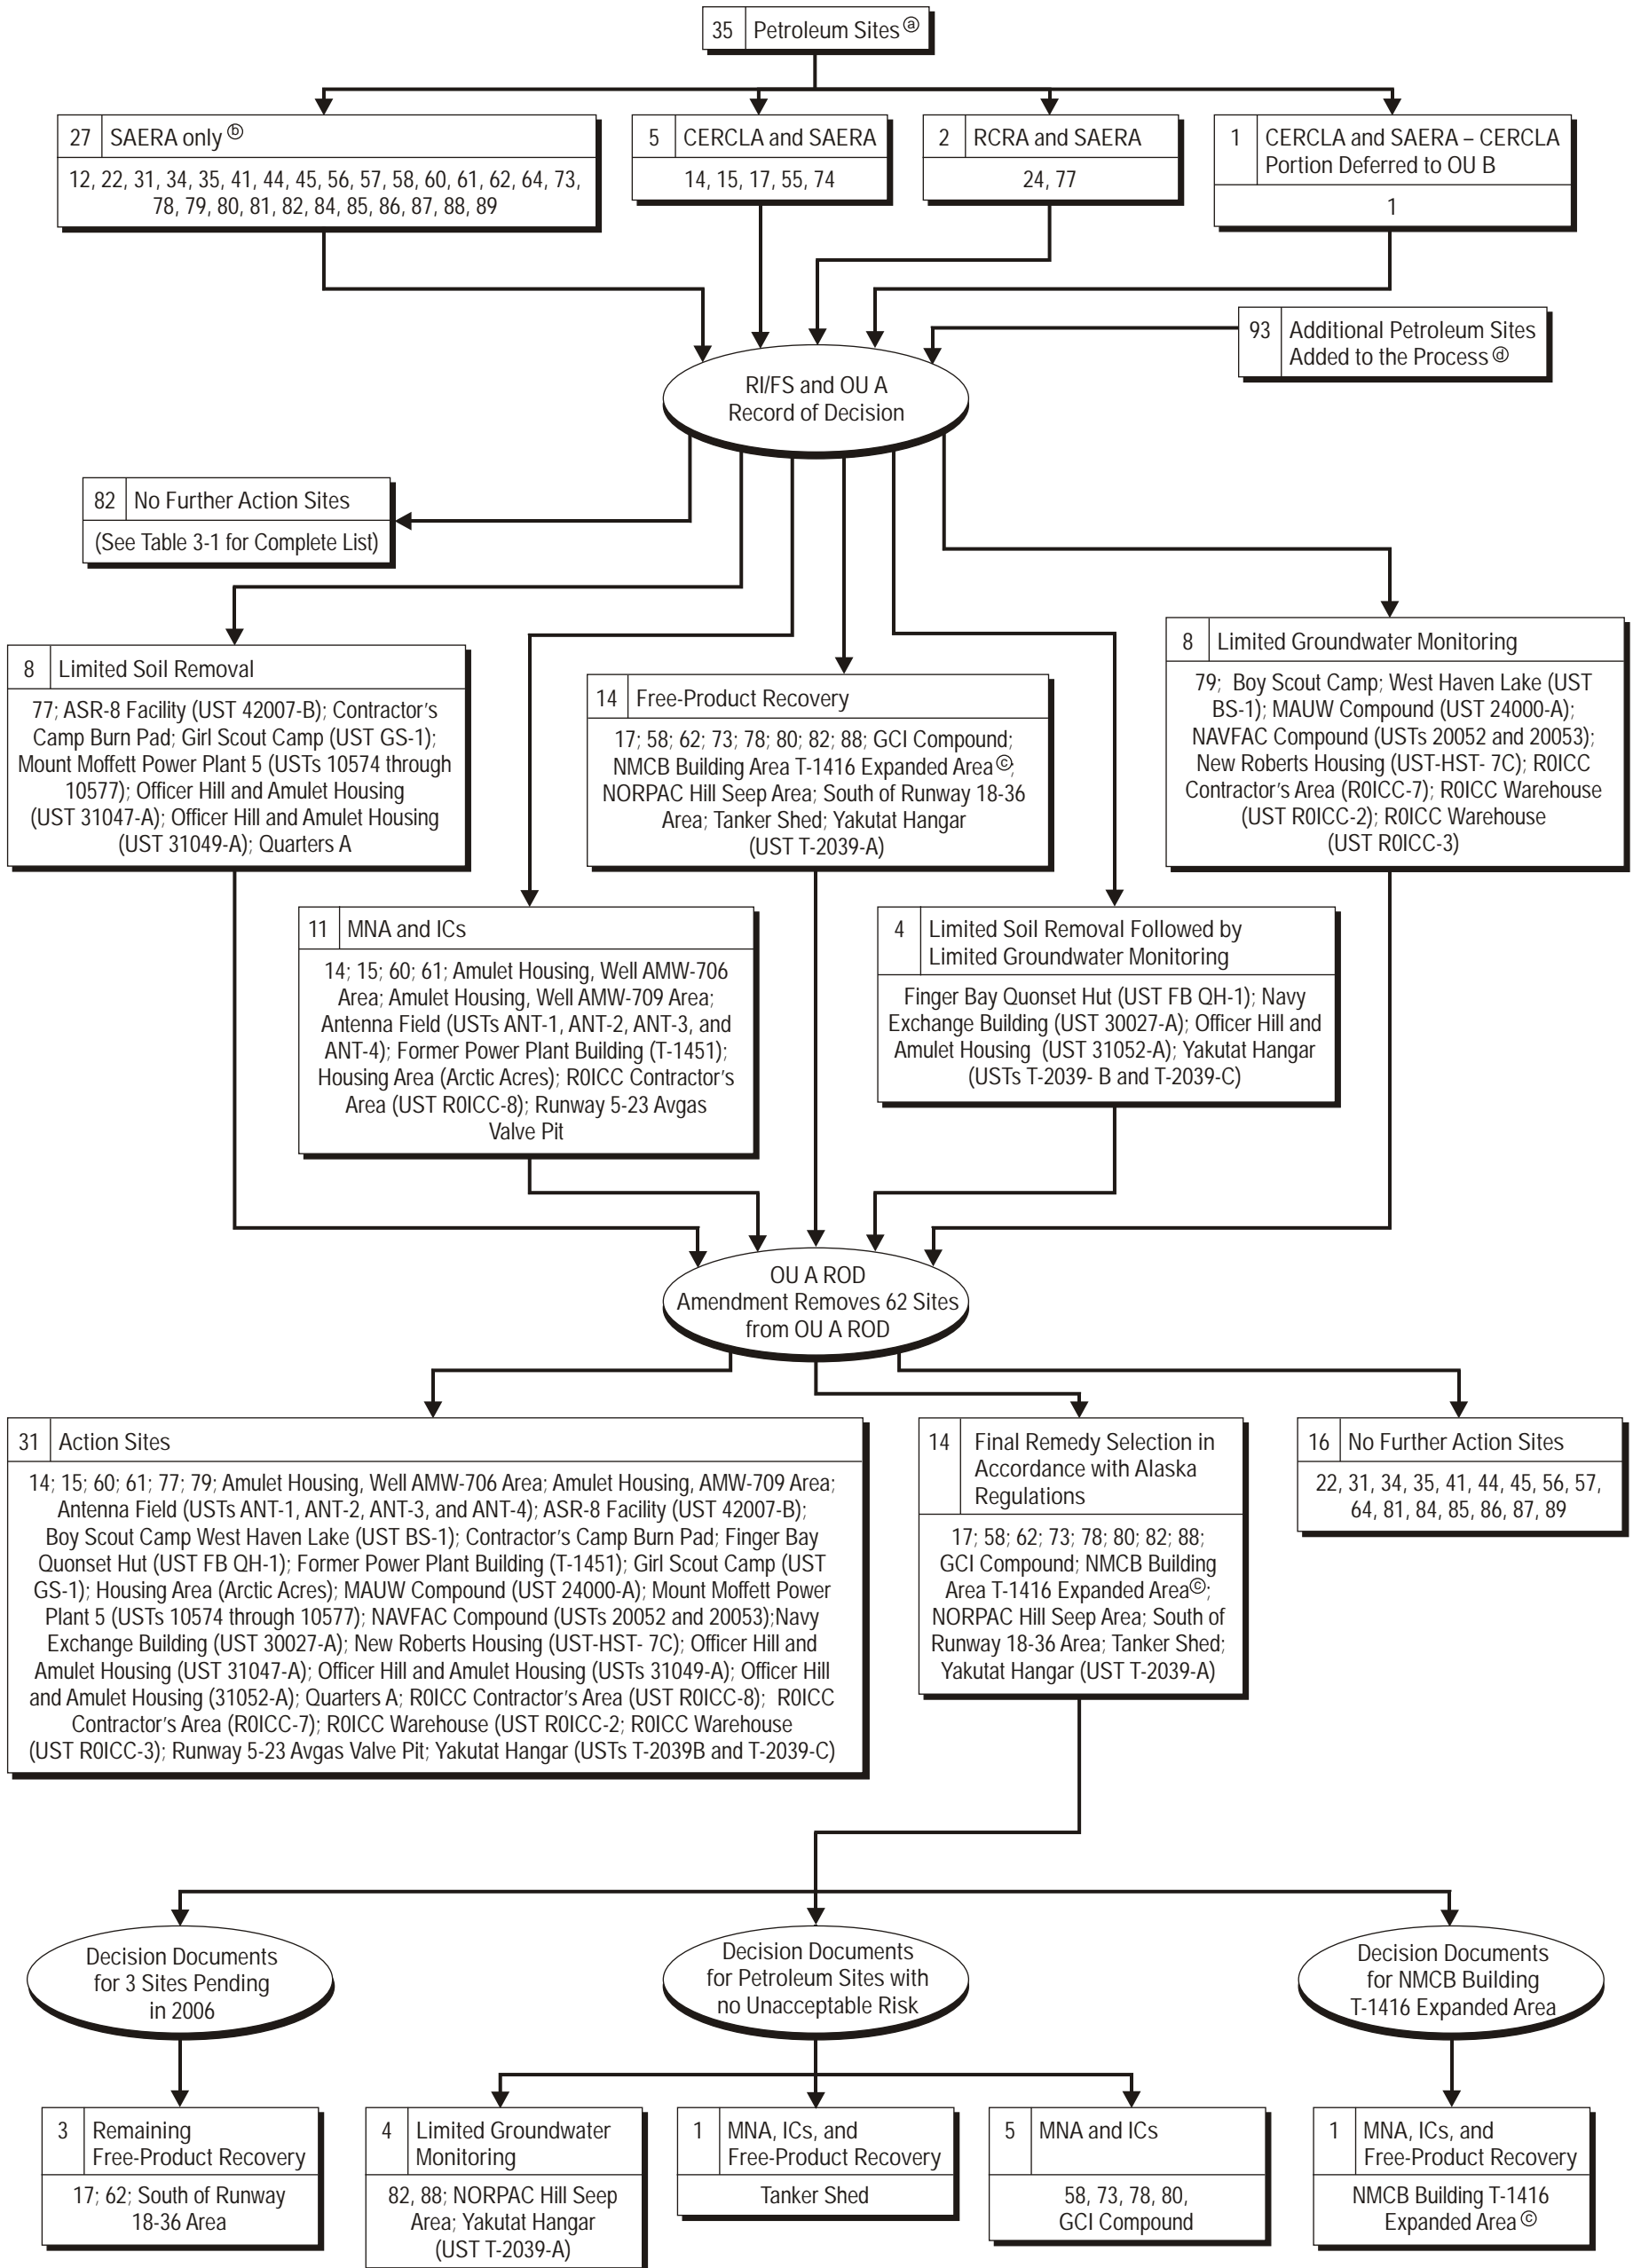 35 Petroleum Sites ⓐ
27 SAERA only ⓑ
12, 22, 31, 34, 35, 41, 44, 45, 56, 57, 58, 60, 61, 62, 64, 73,
78, 79, 80, 81, 82, 84, 85, 86, 87, 88, 89
5 CERCLA and SAERA
14, 15, 17, 55, 74
2 RCRA and SAERA
24, 77
1 CERCLA and SAERA – CERCLA
Portion Deferred to OU B
1
93 Additional Petroleum Sites
Added to the Process ⓓ
RI/FS and OU A
Record of Decision
82 No Further Action Sites
(See Table 3-1 for Complete List)
8 Limited Soil Removal
77; ASR-8 Facility (UST 42007-B); Contractor's
Camp Burn Pad; Girl Scout Camp (UST GS-1);
Mount Moffett Power Plant 5 (USTs 10574 through
10577); Officer Hill and Amulet Housing
(UST 31047-A); Officer Hill and Amulet Housing
(UST 31049-A); Quarters A
14 Free-Product Recovery
17; 58; 62; 73; 78; 80; 82; 88; GCI Compound;
NMCB Building Area T-1416 Expanded Area ⓒ;
NORPAC Hill Seep Area; South of Runway 18-36
Area; Tanker Shed; Yakutat Hangar
(UST T-2039-A)
8 Limited Groundwater Monitoring
79; Boy Scout Camp; West Haven Lake (UST
BS-1); MAUW Compound (UST 24000-A);
NAVFAC Compound (USTs 20052 and 20053);
New Roberts Housing (UST-HST- 7C); R0ICC
Contractor's Area (R0ICC-7); R0ICC Warehouse
(UST R0ICC-2); R0ICC Warehouse
(UST R0ICC-3)
11 MNA and ICs
14; 15; 60; 61; Amulet Housing, Well AMW-706
Area; Amulet Housing, Well AMW-709 Area;
Antenna Field (USTs ANT-1, ANT-2, ANT-3, and
ANT-4); Former Power Plant Building (T-1451);
Housing Area (Arctic Acres); R0ICC Contractor's
Area (UST R0ICC-8); Runway 5-23 Avgas
Valve Pit
4 Limited Soil Removal Followed by
Limited Groundwater Monitoring
Finger Bay Quonset Hut (UST FB QH-1); Navy
Exchange Building (UST 30027-A); Officer Hill and
Amulet Housing (UST 31052-A); Yakutat Hangar
(USTs T-2039- B and T-2039-C)
OU A ROD
Amendment Removes 62 Sites
from OU A ROD
31 Action Sites
14; 15; 60; 61; 77; 79; Amulet Housing, Well AMW-706 Area; Amulet Housing, AMW-709 Area;
Antenna Field (USTs ANT-1, ANT-2, ANT-3, and ANT-4); ASR-8 Facility (UST 42007-B);
Boy Scout Camp West Haven Lake (UST BS-1); Contractor's Camp Burn Pad; Finger Bay
Quonset Hut (UST FB QH-1); Former Power Plant Building (T-1451); Girl Scout Camp (UST
GS-1); Housing Area (Arctic Acres); MAUW Compound (UST 24000-A); Mount Moffett Power
Plant 5 (USTs 10574 through 10577); NAVFAC Compound (USTs 20052 and 20053);Navy
Exchange Building (UST 30027-A); New Roberts Housing (UST-HST- 7C); Officer Hill and
Amulet Housing (UST 31047-A); Officer Hill and Amulet Housing (USTs 31049-A); Officer Hill
and Amulet Housing (31052-A); Quarters A; R0ICC Contractor's Area (UST R0ICC-8); R0ICC
Contractor's Area (R0ICC-7); R0ICC Warehouse (UST R0ICC-2; R0ICC Warehouse
(UST R0ICC-3); Runway 5-23 Avgas Valve Pit; Yakutat Hangar (USTs T-2039B and T-2039-C)
14 Final Remedy Selection in
Accordance with Alaska
Regulations
17; 58; 62; 73; 78; 80; 82; 88;
GCI Compound; NMCB Building
Area T-1416 Expanded Area ⓒ;
NORPAC Hill Seep Area; South of
Runway 18-36 Area; Tanker Shed;
Yakutat Hangar (UST T-2039-A)
16 No Further Action Sites
22, 31, 34, 35, 41, 44, 45, 56, 57,
64, 81, 84, 85, 86, 87, 89
Decision Documents
for 3 Sites Pending
in 2006
Decision Documents
for Petroleum Sites with
no Unacceptable Risk
Decision Documents
for NMCB Building
T-1416 Expanded Area
3 Remaining
Free-Product Recovery
17; 62; South of Runway
18-36 Area
4 Limited Groundwater
Monitoring
82, 88; NORPAC Hill Seep
Area; Yakutat Hangar
(UST T-2039-A)
1 MNA, ICs, and
Free-Product Recovery
Tanker Shed
5 MNA and ICs
58, 73, 78, 80,
GCI Compound
1 MNA, ICs, and
Free-Product Recovery
NMCB Building T-1416
Expanded Area ⓒ